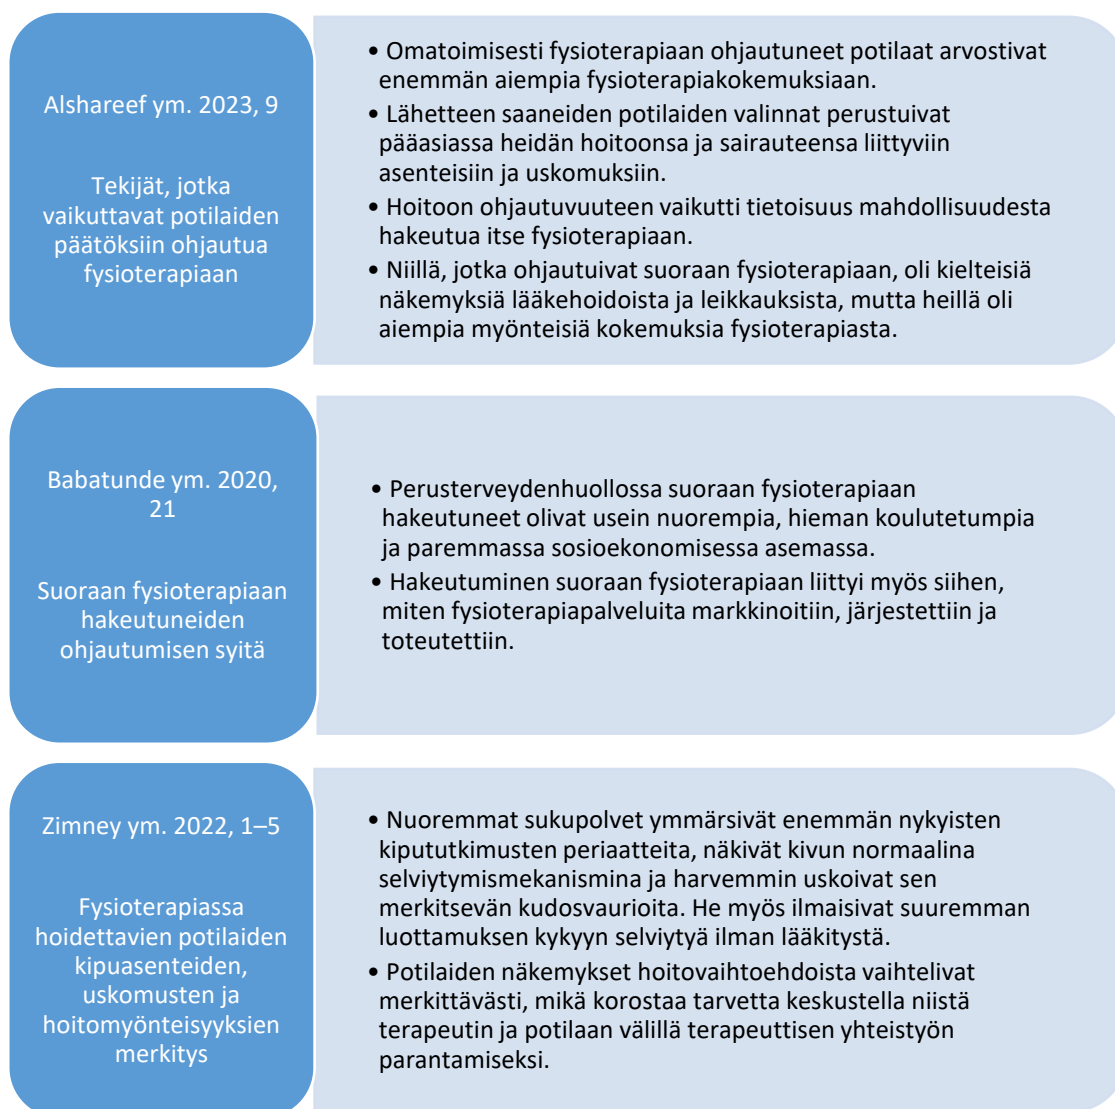 Alshareef ym. 2023, 9
Tekijät, jotka
vaikuttavat potilaiden
päätöksiin ohjautua
fysioterapiaan
• Omatoimisesti fysioterapiaan ohjautuneet potilaat arvostivat
enemmän aiempia fysioterapiakokemuksiaan.
• Lähetteen saaneiden potilaiden valinnat perustuivat
pääasiassa heidän hoitoonsa ja sairauteensa liittyviin
asenteisiin ja uskomuksiin.
• Hoitoon ohjautuvuuteen vaikutti tietoisuus mahdollisuudesta
hakeutua itse fysioterapiaan.
• Niillä, jotka ohjautuivat suoraan fysioterapiaan, oli kielteisiä
näkemyksiä lääkehoidoista ja leikkauksista, mutta heillä oli
aiempia myönteisiä kokemuksia fysioterapiasta.
Babatunde ym. 2020,
21
Suoraan fysioterapiaan
hakeutuneiden
ohjautumisen syitä
• Perusterveydenhuollossa suoraan fysioterapiaan
hakeutuneet olivat usein nuorempia, hieman koulutetumpia
ja paremmassa sosioekonomisessa asemassa.
• Hakeutuminen suoraan fysioterapiaan liittyi myös siihen,
miten fysioterapiapalveluita markkinoitiin, järjestettiin ja
toteutettiin.
Zimney ym. 2022, 1–5
Fysioterapiassa
hoidettavien potilaiden
kipuasenteiden,
uskomusten ja
hoitomyönteisyyksien
merkitys
• Nuoremmat sukupolvet ymmärsivät enemmän nykyisten
kipututkimusten periaatteita, näkivät kivun normaalina
selviytymismekanismina ja harvemmin uskoivat sen
merkitsevän kudosvaurioita. He myös ilmaisivat suuremman
luottamuksen kykyyn selviytyä ilman lääkitystä.
• Potilaiden näkemykset hoitovaihtoehdoista vaihtelivat
merkittävästi, mikä korostaa tarvetta keskustella niistä
terapeutin ja potilaan välillä terapeuttisen yhteistyön
parantamiseksi.